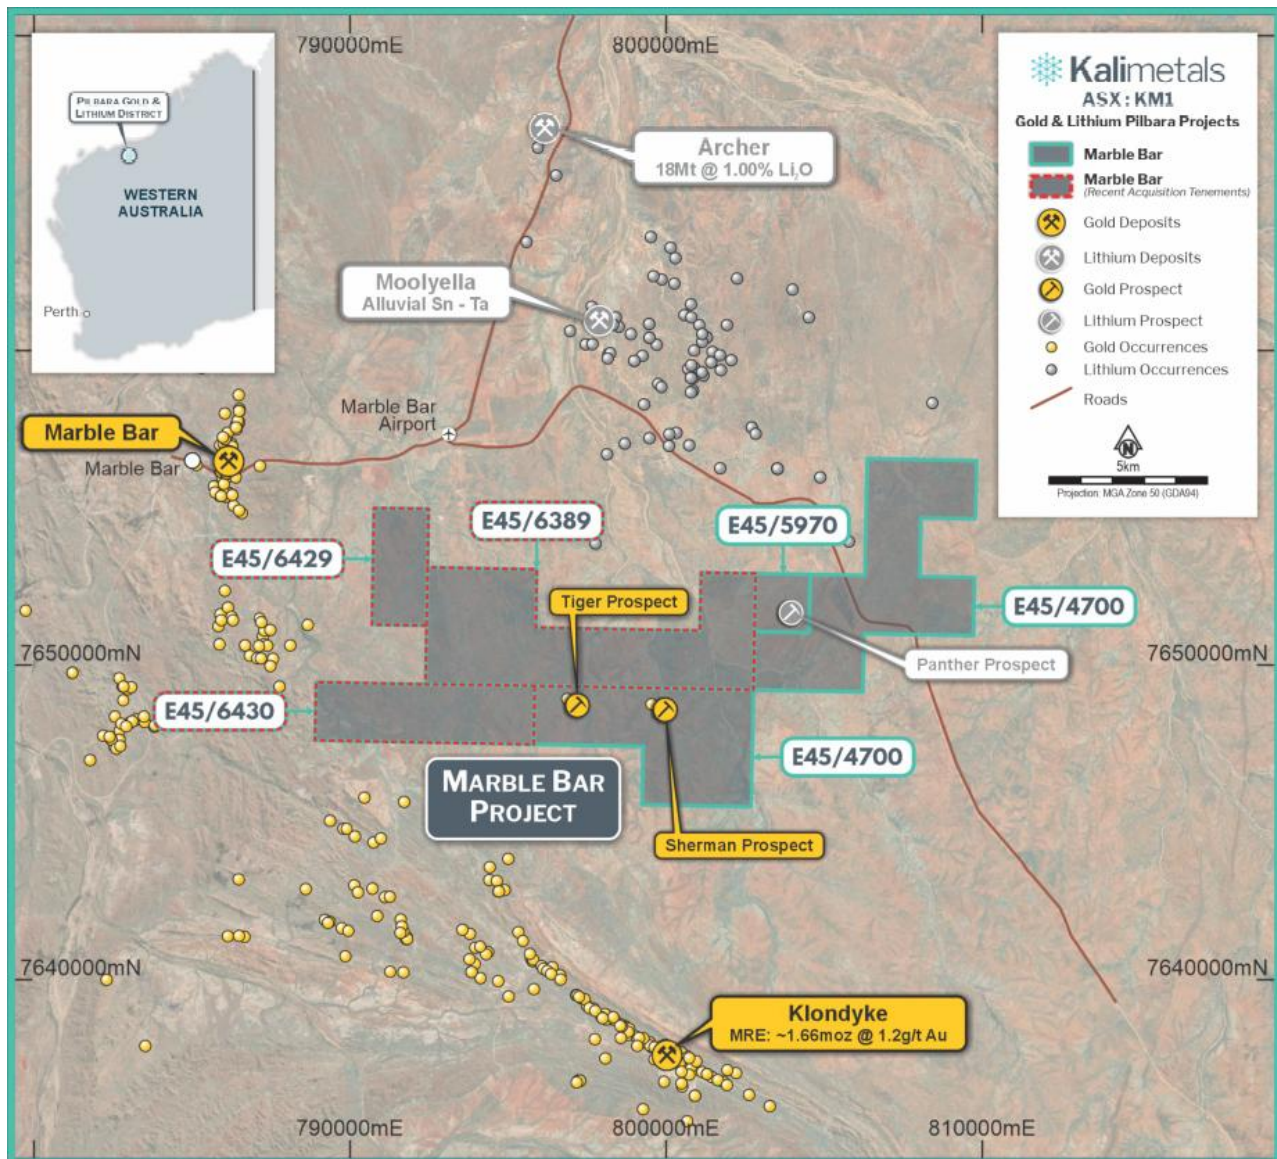 790000mE
800000mE
PILBARA GOLD &
LITHIUM DISTRICT
WESTERN
AUSTRALIA
Perth
Kalimetals
ASX : KM1
Gold & Lithium Pilbara Projects
Marble Bar
Marble Bar
(Recent Acquisition Tenements)
Gold Deposits
Lithium Deposits
Gold Prospect
Lithium Prospect
Gold Occurrences
Lithium Occurrences
Roads
N
5km
Projection: MGA Zone 50 (GDA94)
Archer
18Mt @ 1.00% Li₂O
Moolyella
Alluvial Sn - Ta
Marble Bar
Airport
Marble Bar
Marble Bar
E45/6429
E45/6389
E45/5970
E45/4700
Tiger Prospect
Panther Prospect
7650000mN
7650000mN
E45/6430
E45/4700
MARBLE BAR
PROJECT
Sherman Prospect
7640000mN
7640000mN
Klondyke
MRE: ~1.66moz @ 1.2g/t Au
790000mE
800000mE
810000mE